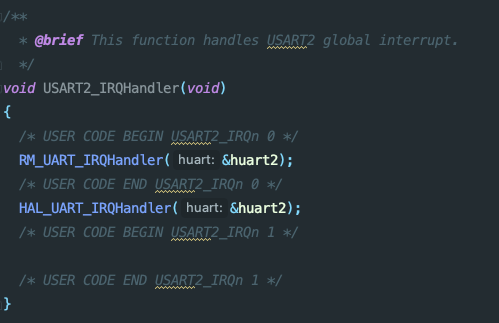 /**
* @brief This function handles USART2 global interrupt.
*/
void USART2_IRQHandler(void)
{
/* USER CODE BEGIN USART2_IRQn 0 */
RM_UART_IRQHandler( huart: &huart2);
/* USER CODE END USART2_IRQn 0 */
HAL_UART_IRQHandler( huart: &huart2);
/* USER CODE BEGIN USART2_IRQn 1 */
/* USER CODE END USART2_IRQn 1 */
}